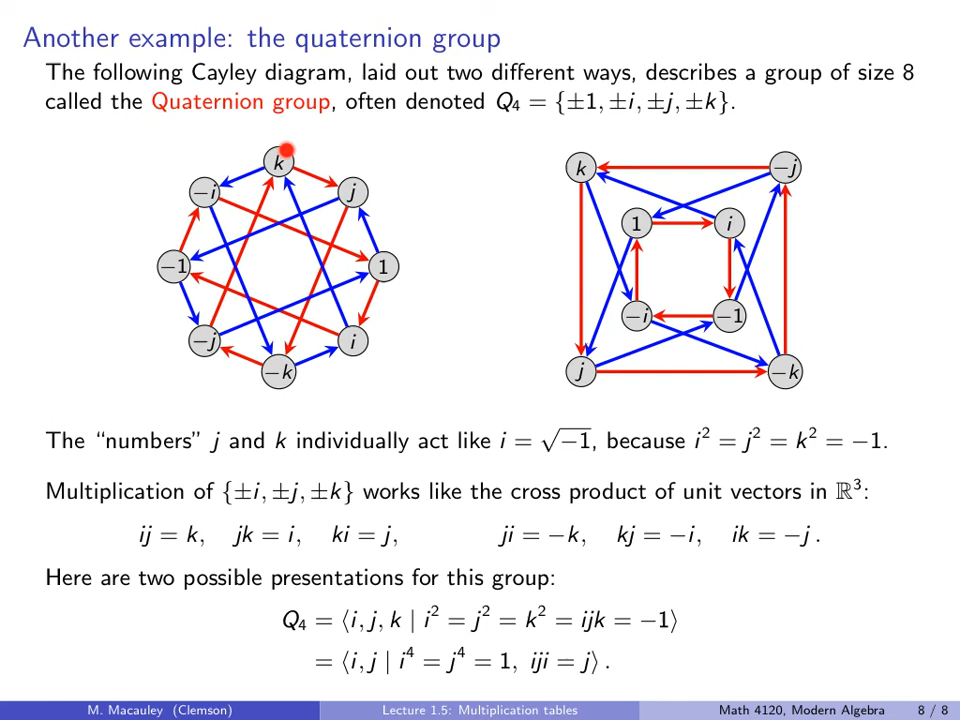 Another example: the quaternion group
The following Cayley diagram, laid out two different ways, describes a group of size 8
called the Quaternion group, often denoted Q₄ = {±1, ±i, ±j, ±k}.
k
−i
j
−1
1
−j
i
−k
k
−j
1
i
−i
−1
j
−k
The “numbers” j and k individually act like i = √−1, because i² = j² = k² = −1.
Multiplication of {±i, ±j, ±k} works like the cross product of unit vectors in ℝ³:
ij = k, jk = i, ki = j, ji = −k, kj = −i, ik = −j .
Here are two possible presentations for this group:
Q₄ = ⟨i, j, k | i² = j² = k² = ijk = −1⟩
= ⟨i, j | i⁴ = j⁴ = 1, iji = j⟩ .
M. Macauley (Clemson) Lecture 1.5: Multiplication tables Math 4120, Modern Algebra 8 / 8